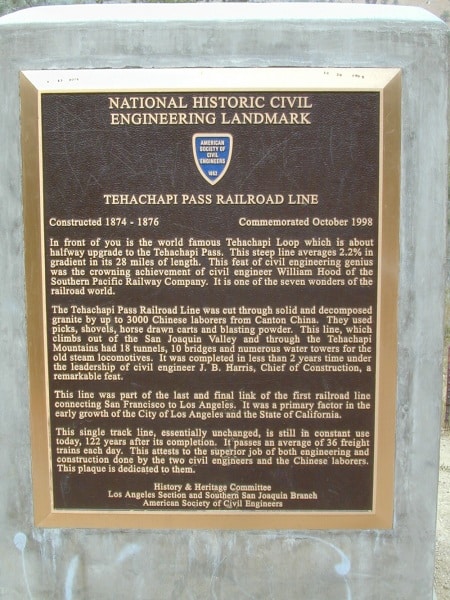 NATIONAL HISTORIC CIVIL
ENGINEERING LANDMARK
AMERICAN
SOCIETY OF
CIVIL
ENGINEERS
1852
TEHACHAPI PASS RAILROAD LINE
Constructed 1874 - 1876 Commemorated October 1998
In front of you is the world famous Tehachapi Loop which is about
halfway upgrade to the Tehachapi Pass. This steep line averages 2.2% in
gradient in its 28 miles of length. This feat of civil engineering genius
was the crowning achievement of civil engineer William Hood of the
Southern Pacific Railway Company. It is one of the seven wonders of the
railroad world.
The Tehachapi Pass Railroad Line was cut through solid and decomposed
granite by up to 3000 Chinese laborers from Canton China. They used
picks, shovels, horse drawn carts and blasting powder. This line, which
climbs out of the San Joaquin Valley and through the Tehachapi
Mountains had 18 tunnels, 10 bridges and numerous water towers for the
old steam locomotives. It was completed in less than 2 years time under
the leadership of civil engineer J. B. Harris, Chief of Construction, a
remarkable feat.
This line was part of the last and final link of the first railroad line
connecting San Francisco to Los Angeles. It was a primary factor in the
early growth of the City of Los Angeles and the State of California.
This single track line, essentially unchanged, is still in constant use
today, 122 years after its completion. It passes an average of 36 freight
trains each day. This attests to the superior job of both engineering and
construction done by the two civil engineers and the Chinese laborers.
This plaque is dedicated to them.
History & Heritage Committee
Los Angeles Section and Southern San Joaquin Branch
American Society of Civil Engineers